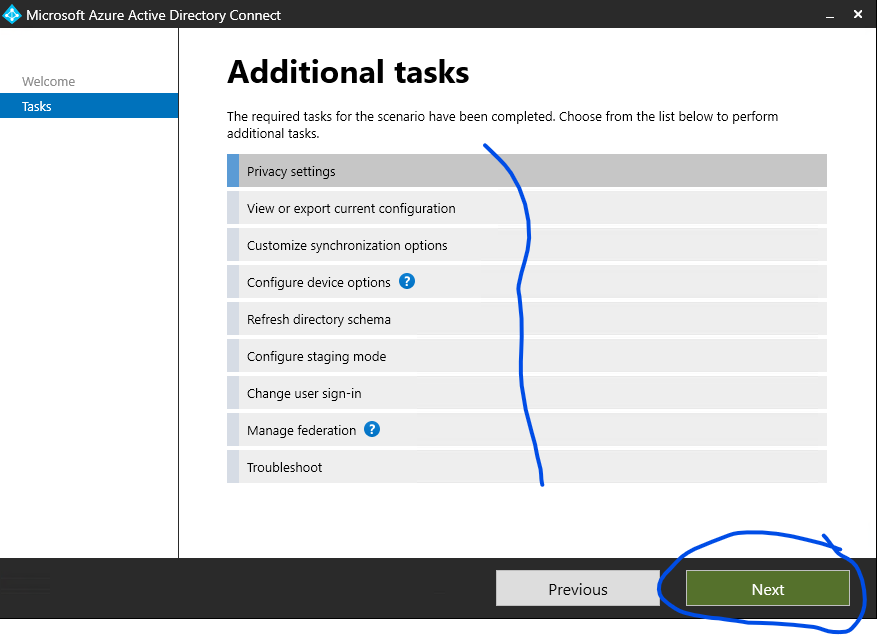 Microsoft Azure Active Directory Connect
Welcome
Tasks
Additional tasks
The required tasks for the scenario have been completed. Choose from the list below to perform
additional tasks.
Privacy settings
View or export current configuration
Customize synchronization options
Configure device options ?
Refresh directory schema
Configure staging mode
Change user sign-in
Manage federation ?
Troubleshoot
Previous
Next